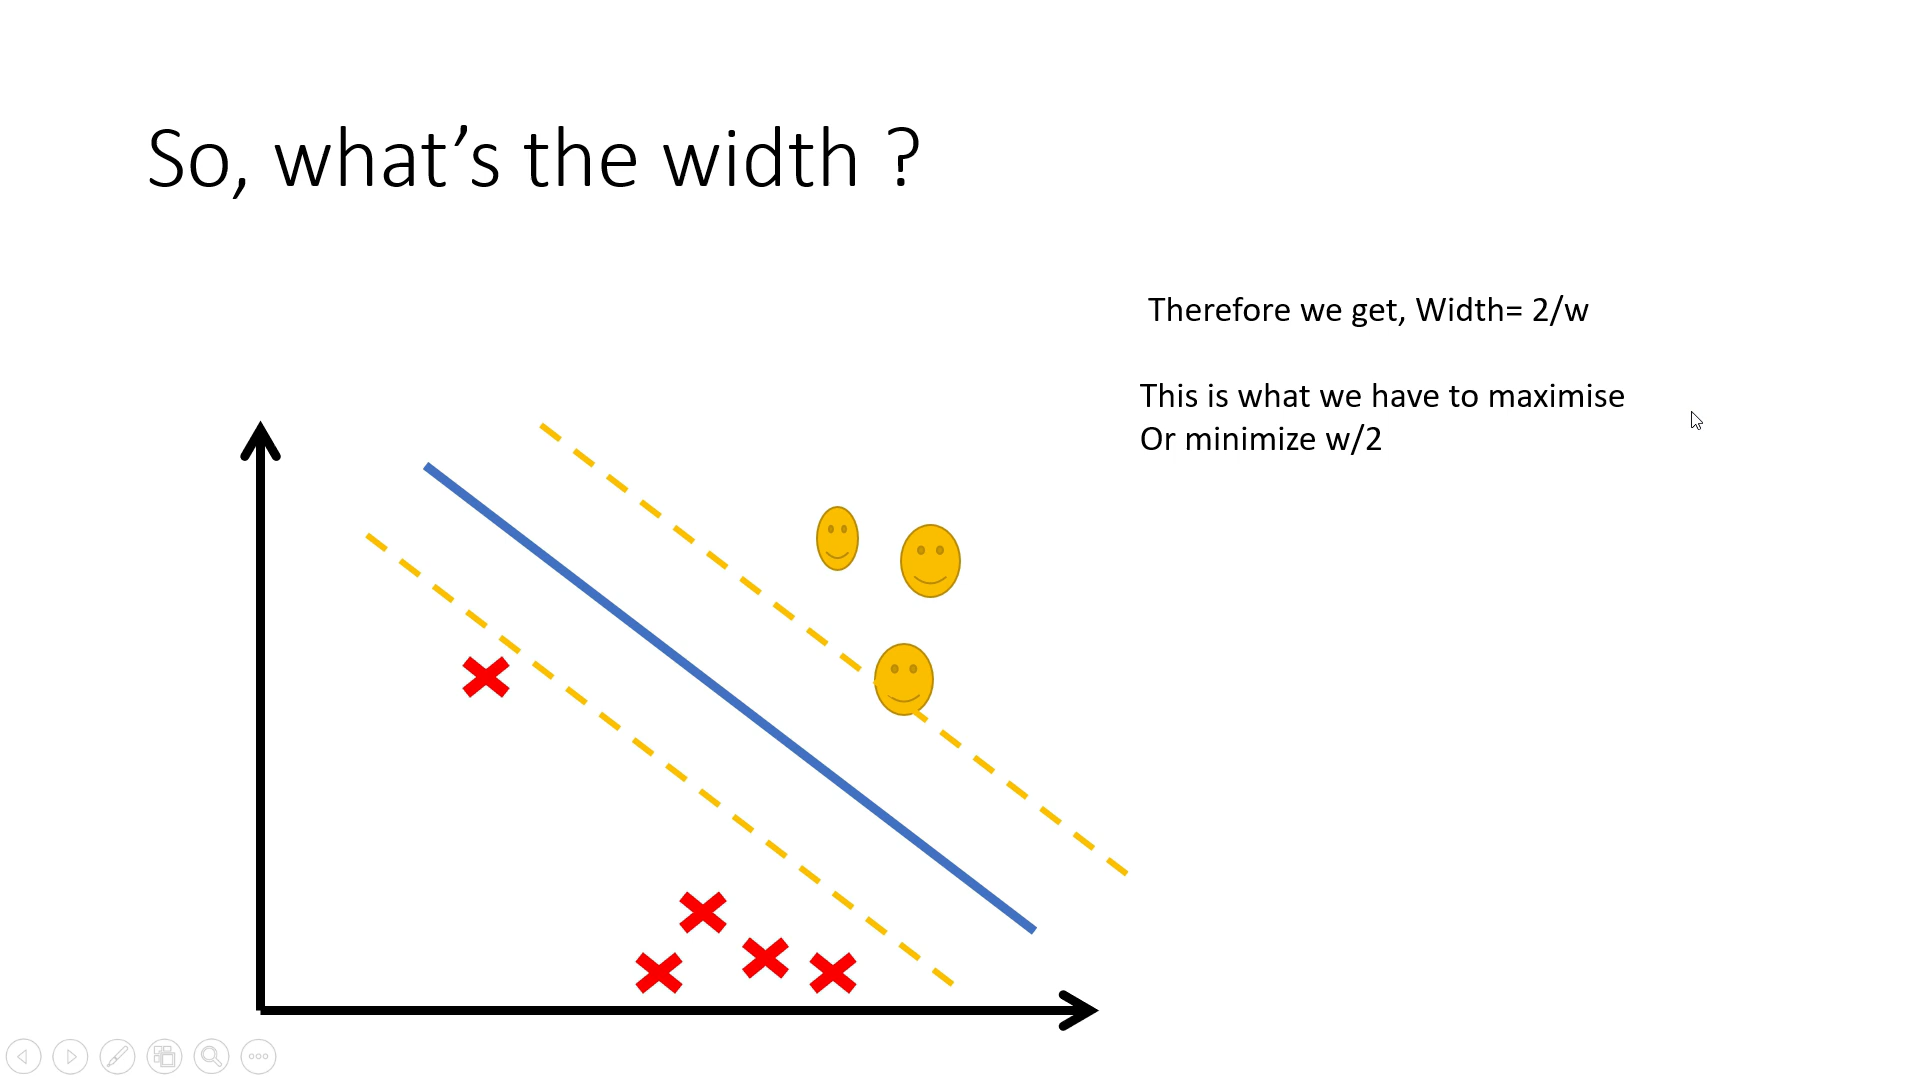 So, what’s the width ?
Therefore we get, Width= 2/w
This is what we have to maximise
Or minimize w/2